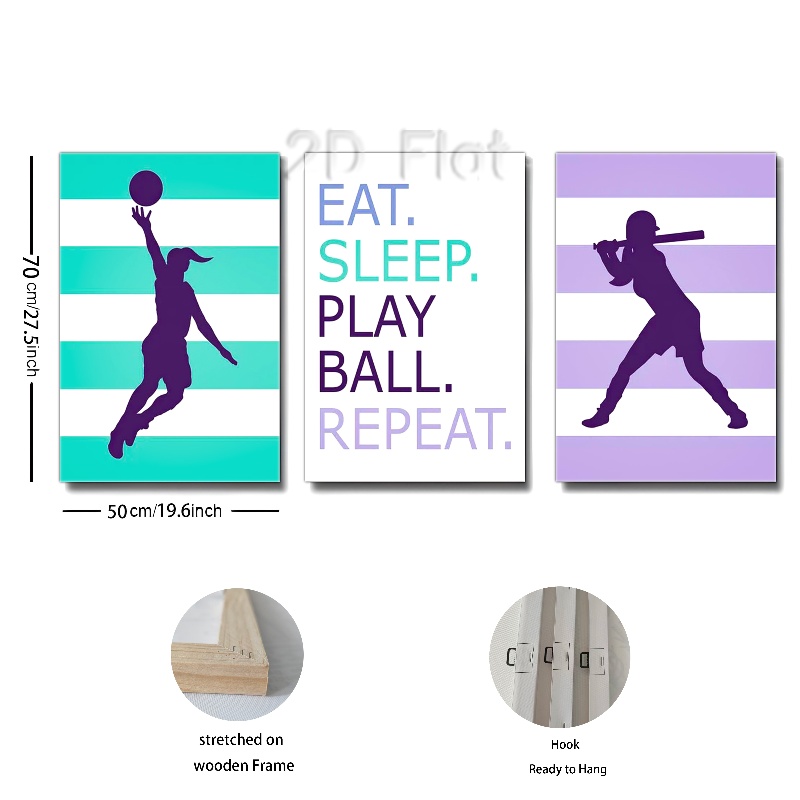 2D Flat
EAT.
SLEEP.
PLAY
BALL.
REPEAT.
70 cm/27.5inch
50 cm/19.6inch
stretched on
wooden Frame
Hook
Ready to Hang